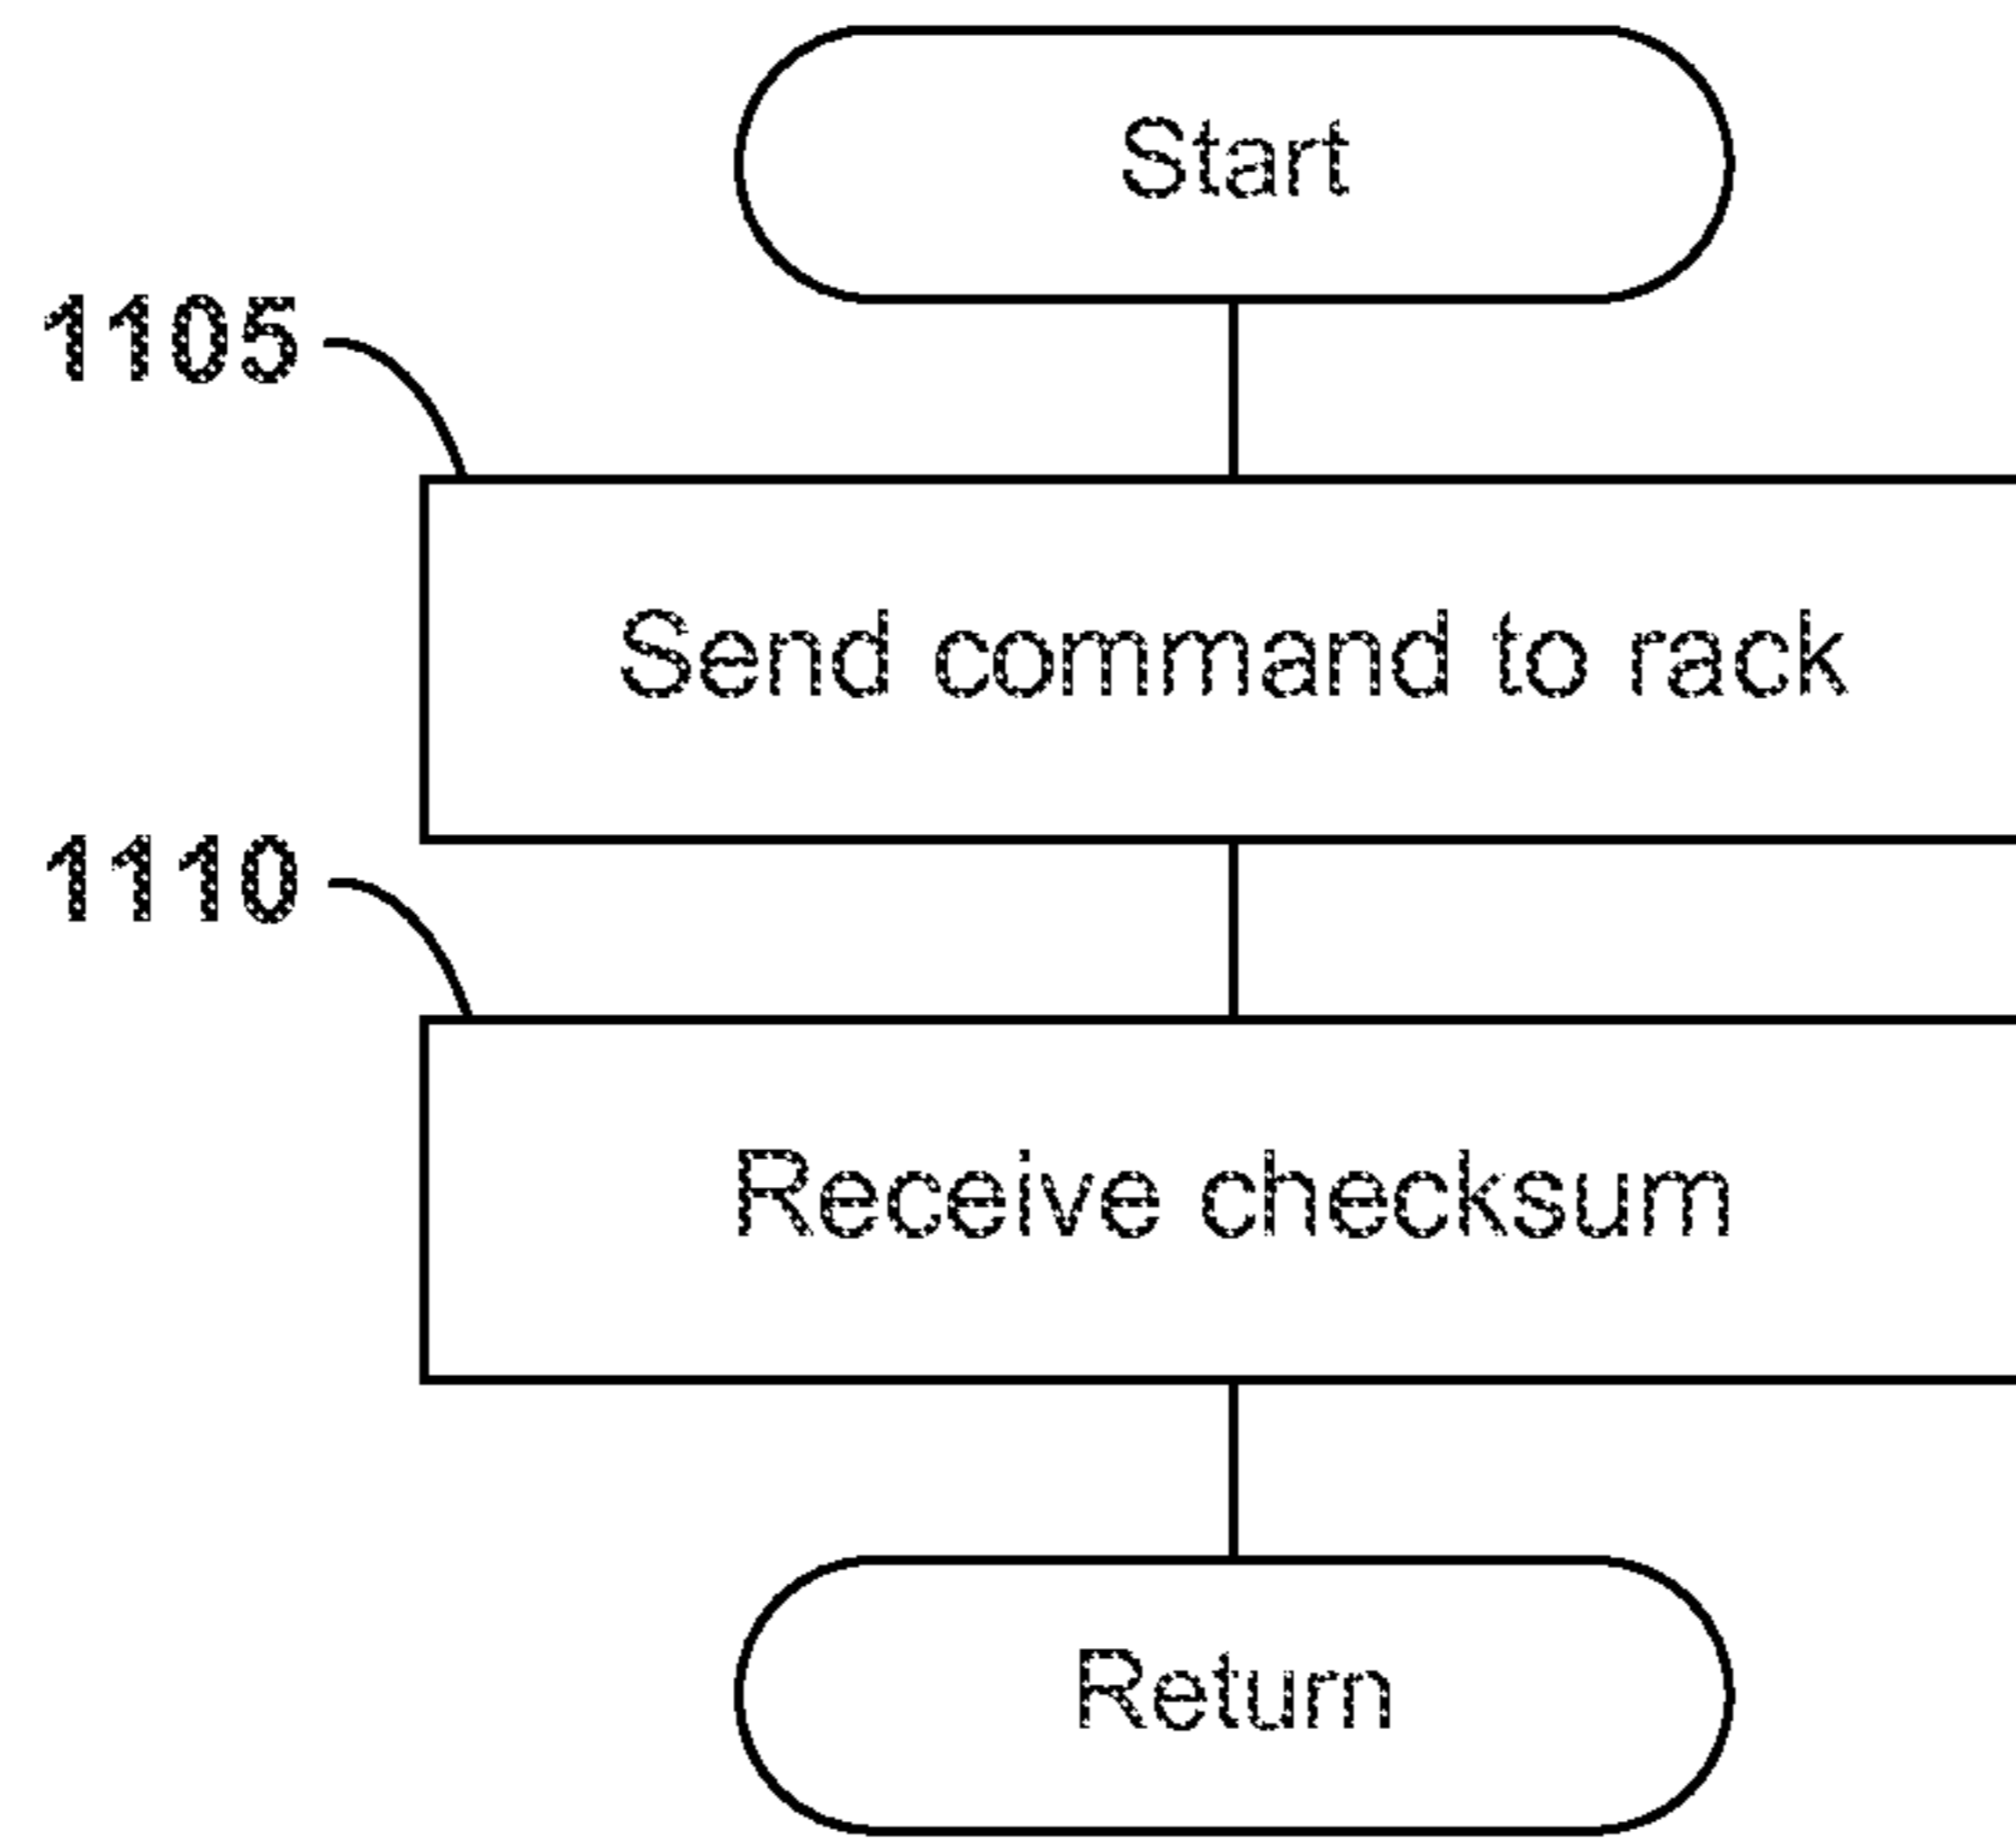 Start
1105
Send command to rack
1110
Receive checksum
Return